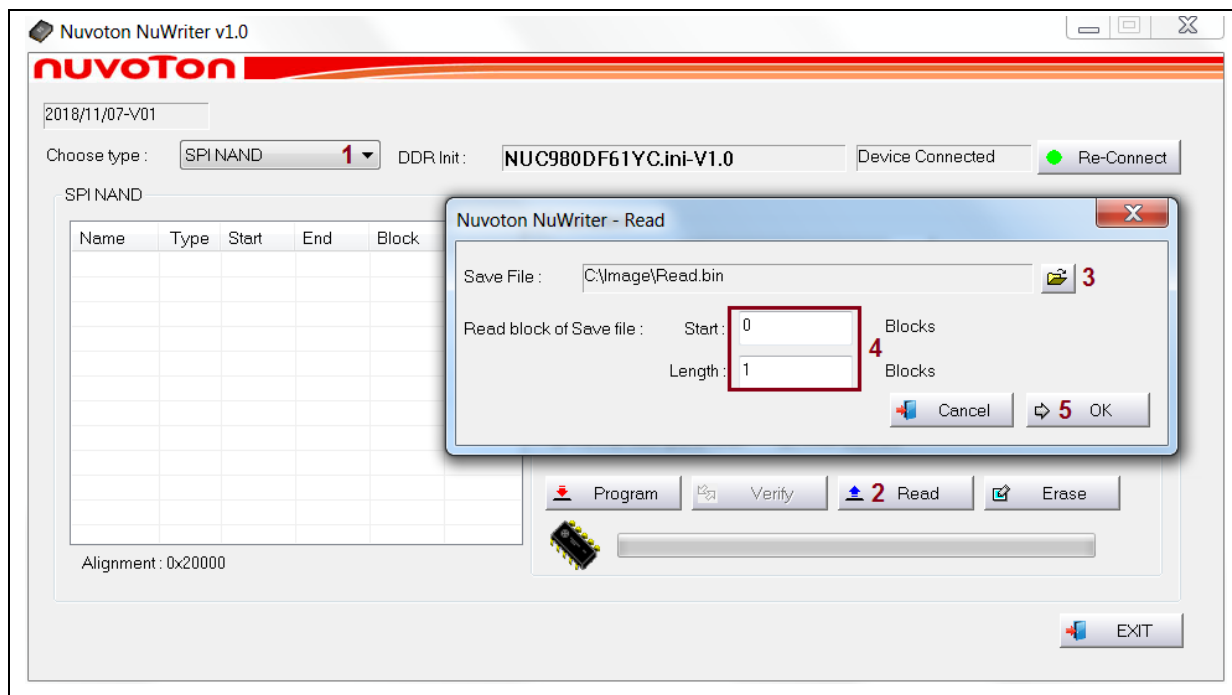 Nuvoton NuWriter v1.0
nuvoTon
2018/11/07-V01
Choose type : SPI NAND 1 DDR Init : NUC980DF61YC.ini-V1.0 Device Connected Re-Connect
SPI NAND
Name Type Start End Block
Nuvoton NuWriter - Read
Save File : C:\Image\Read.bin 3
Read block of Save file : Start : 0 Blocks
4
Length : 1 Blocks
Cancel 5 OK
Program Verify 2 Read Erase
Alignment : 0x20000
EXIT